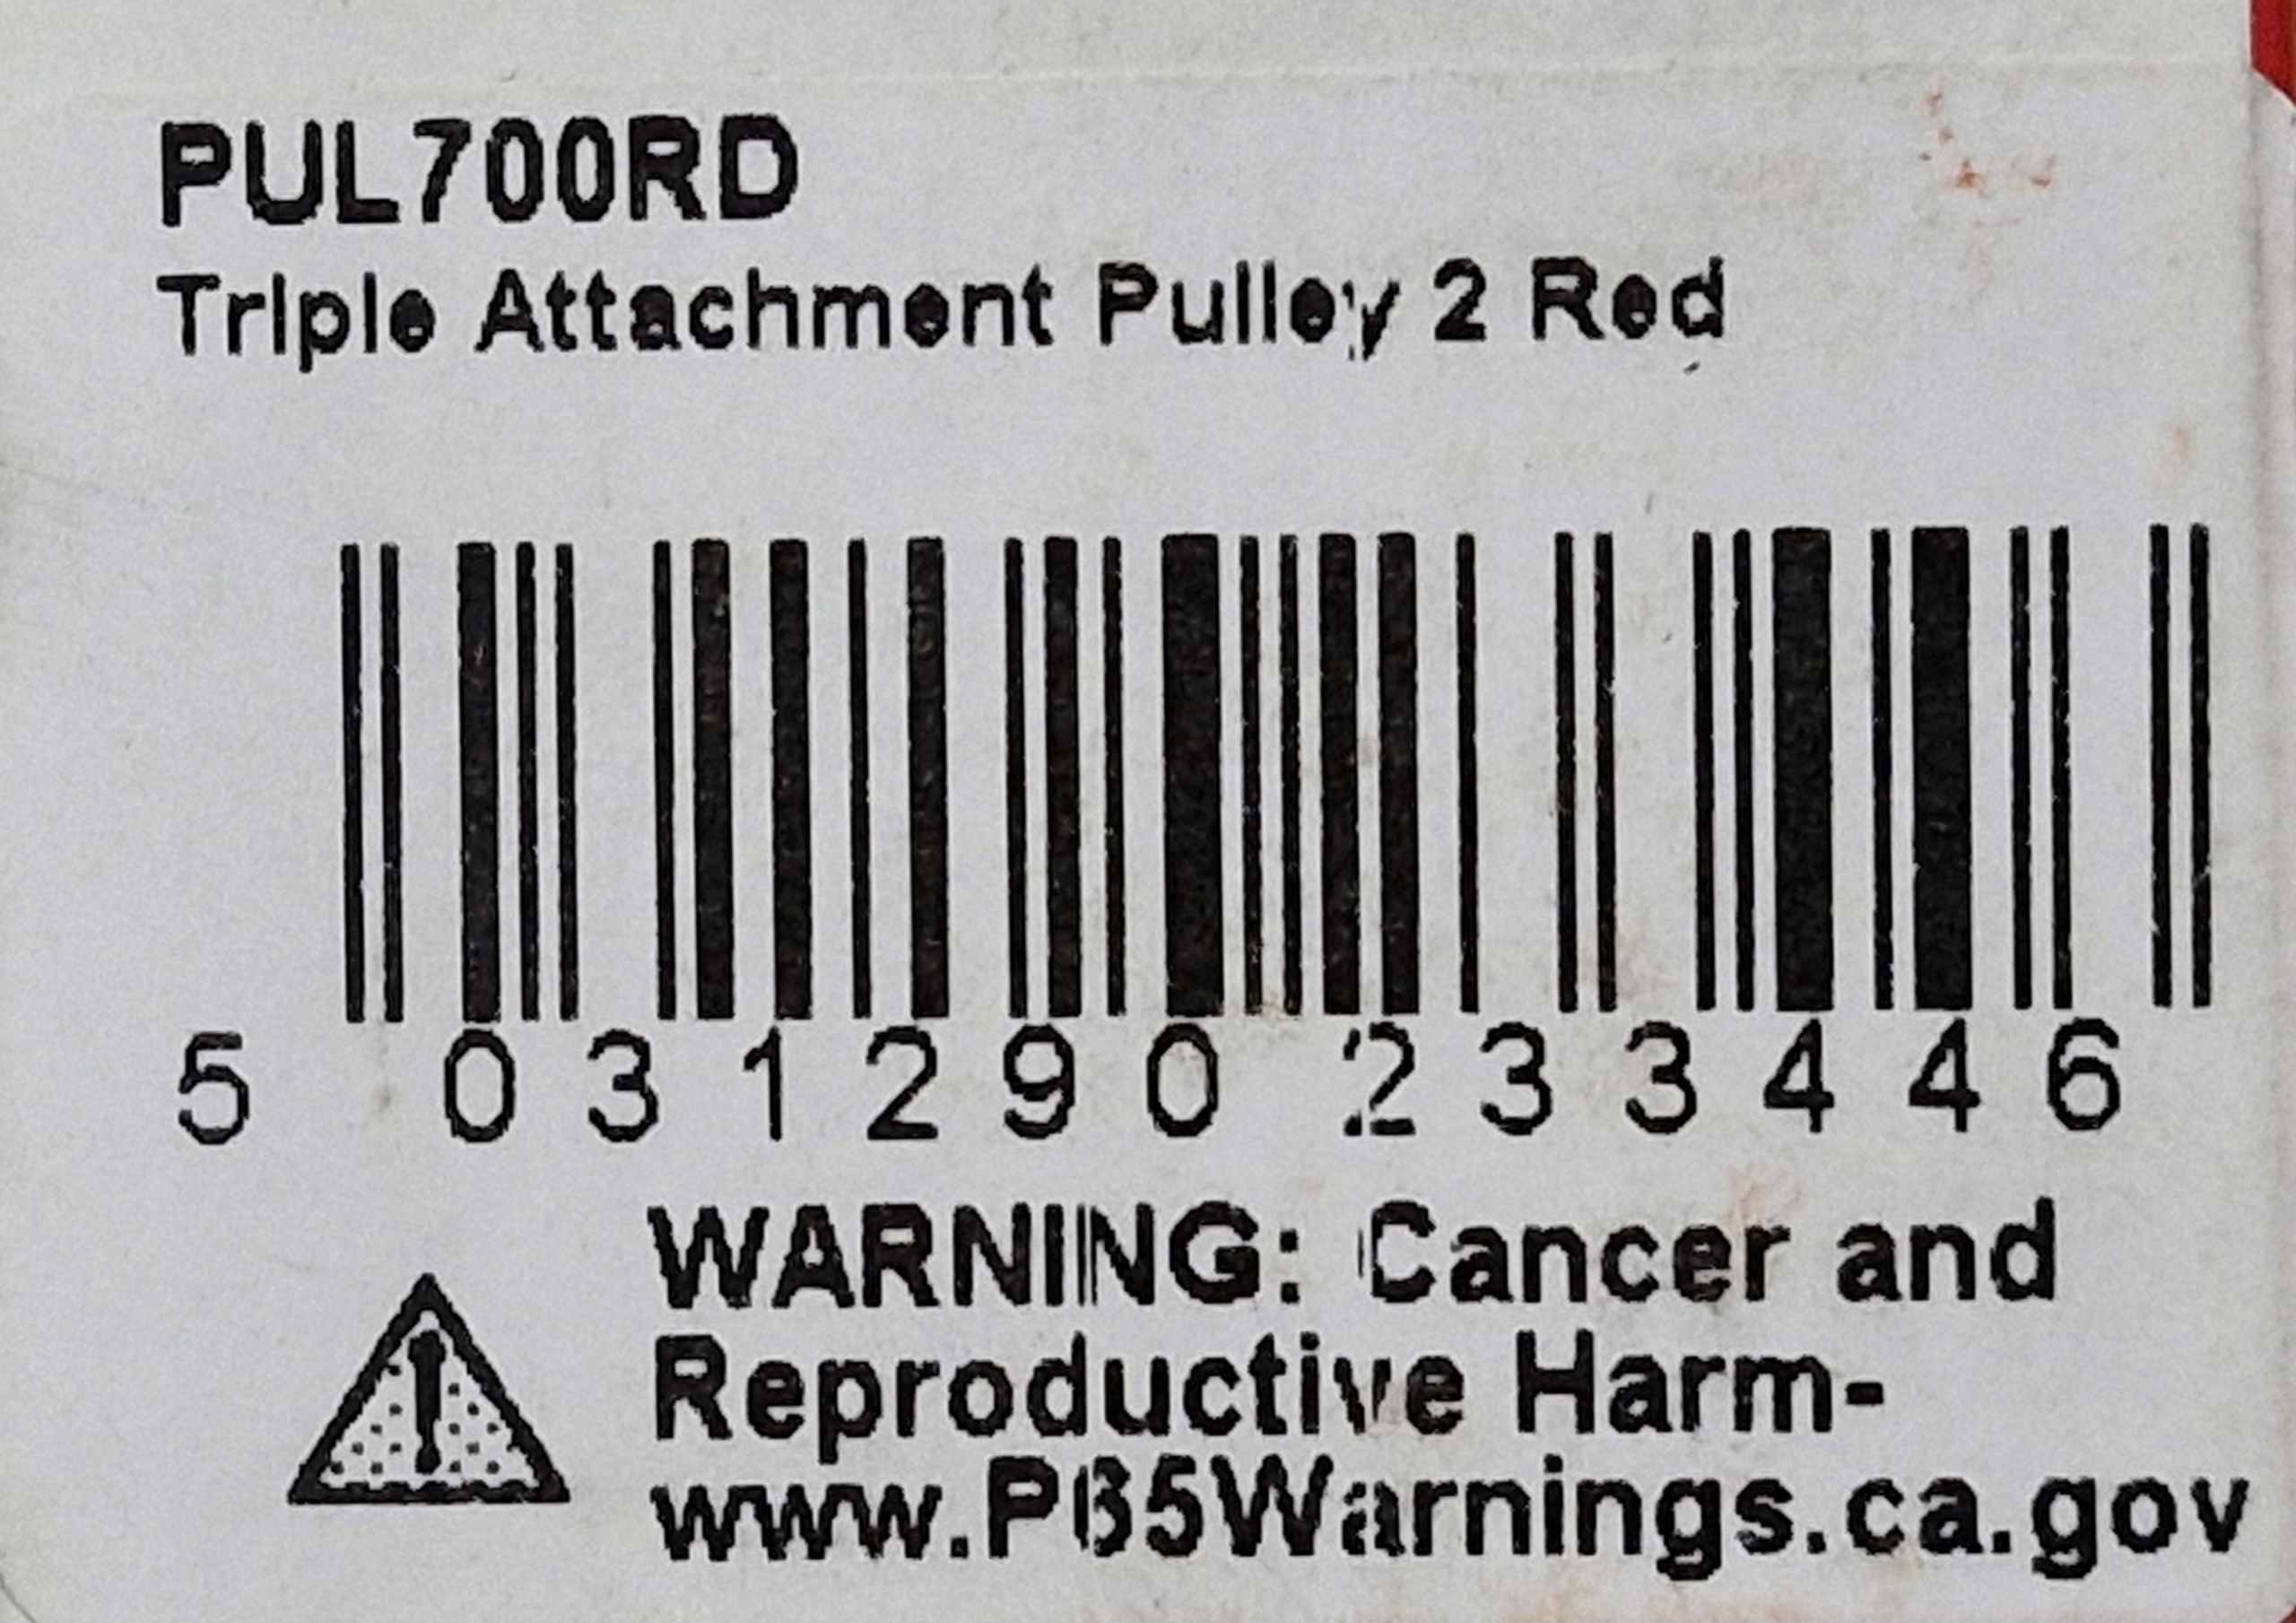 PUL700RD
Triple Attachment Pulley 2 Red
5 031290 233446
WARNING: Cancer and
Reproductive Harm-
www.P65Warnings.ca.gov